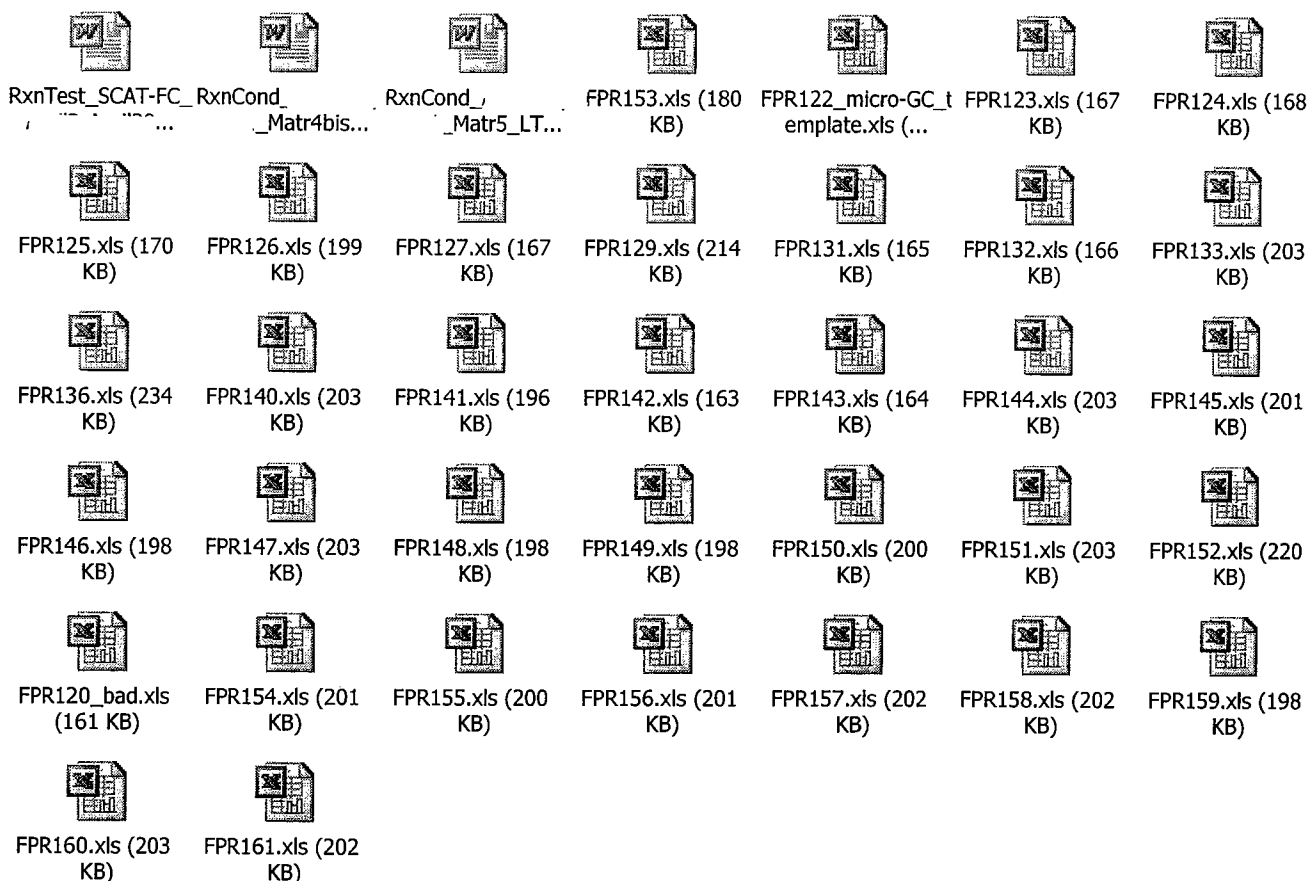 RxnTest_SCAT-FC_ RxnCond_ RxnCond_ FPR153.xls (180 FPR122_micro-GC_t FPR123.xls (167 FPR124.xls (168
... _Matr4bis... _Matr5_LT... KB) emplate.xls (... KB) KB)
FPR125.xls (170 FPR126.xls (199 FPR127.xls (167 FPR129.xls (214 FPR131.xls (165 FPR132.xls (166 FPR133.xls (203
KB) KB) KB) KB) KB) KB) KB)
FPR136.xls (234 FPR140.xls (203 FPR141.xls (196 FPR142.xls (163 FPR143.xls (164 FPR144.xls (203 FPR145.xls (201
KB) KB) KB) KB) KB) KB) KB)
FPR146.xls (198 FPR147.xls (203 FPR148.xls (198 FPR149.xls (198 FPR150.xls (200 FPR151.xls (203 FPR152.xls (220
KB) KB) KB) KB) KB) KB) KB)
FPR120_bad.xls FPR154.xls (201 FPR155.xls (200 FPR156.xls (201 FPR157.xls (202 FPR158.xls (202 FPR159.xls (198
(161 KB) KB) KB) KB) KB) KB) KB)
FPR160.xls (203 FPR161.xls (202
KB) KB)